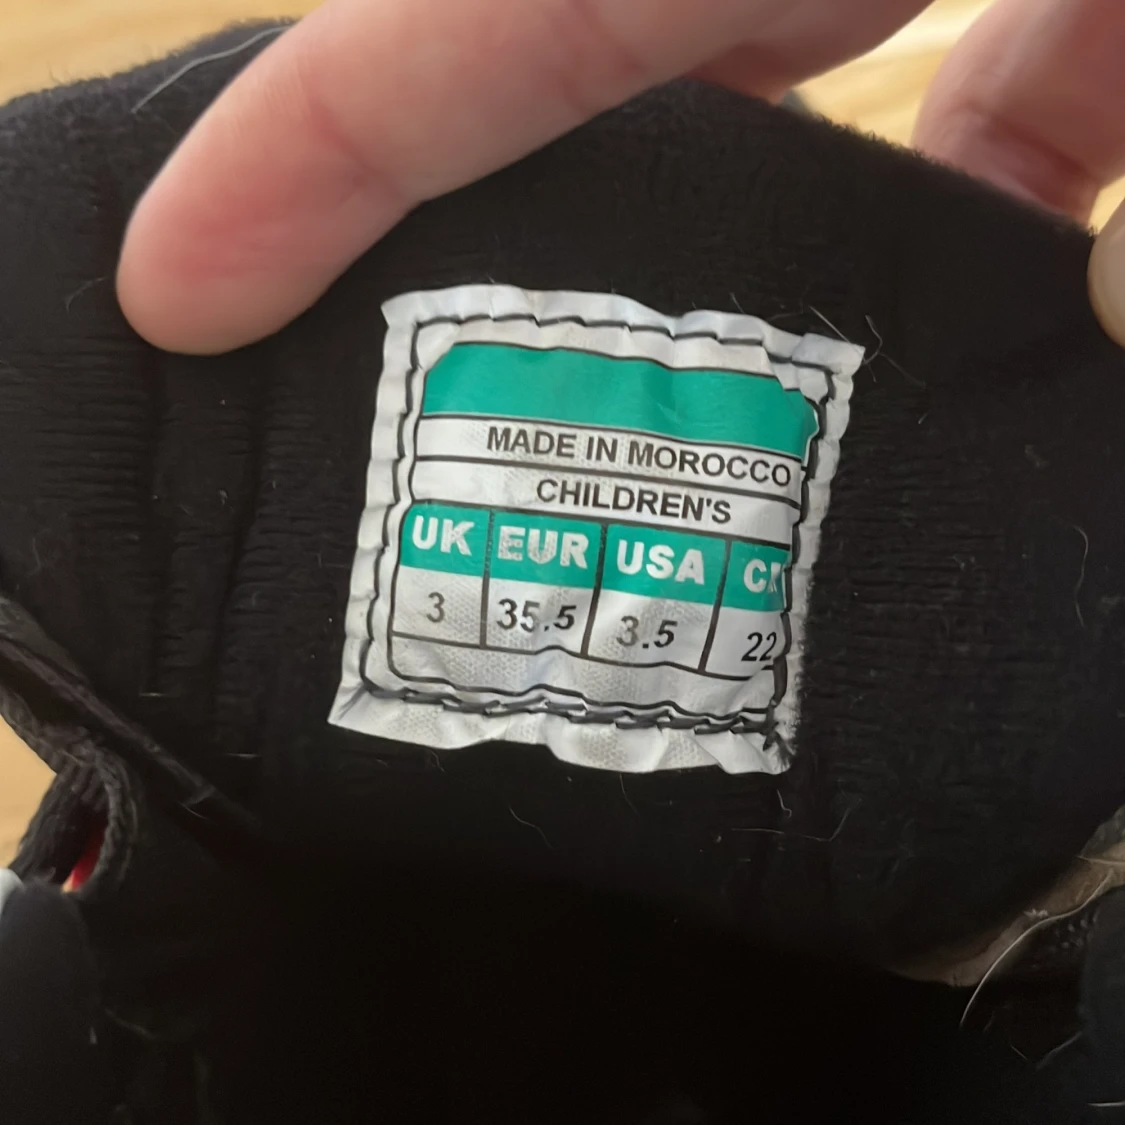 MADE IN MOROCCO
CHILDREN'S
UK EUR USA
3 35.5 3.5 22